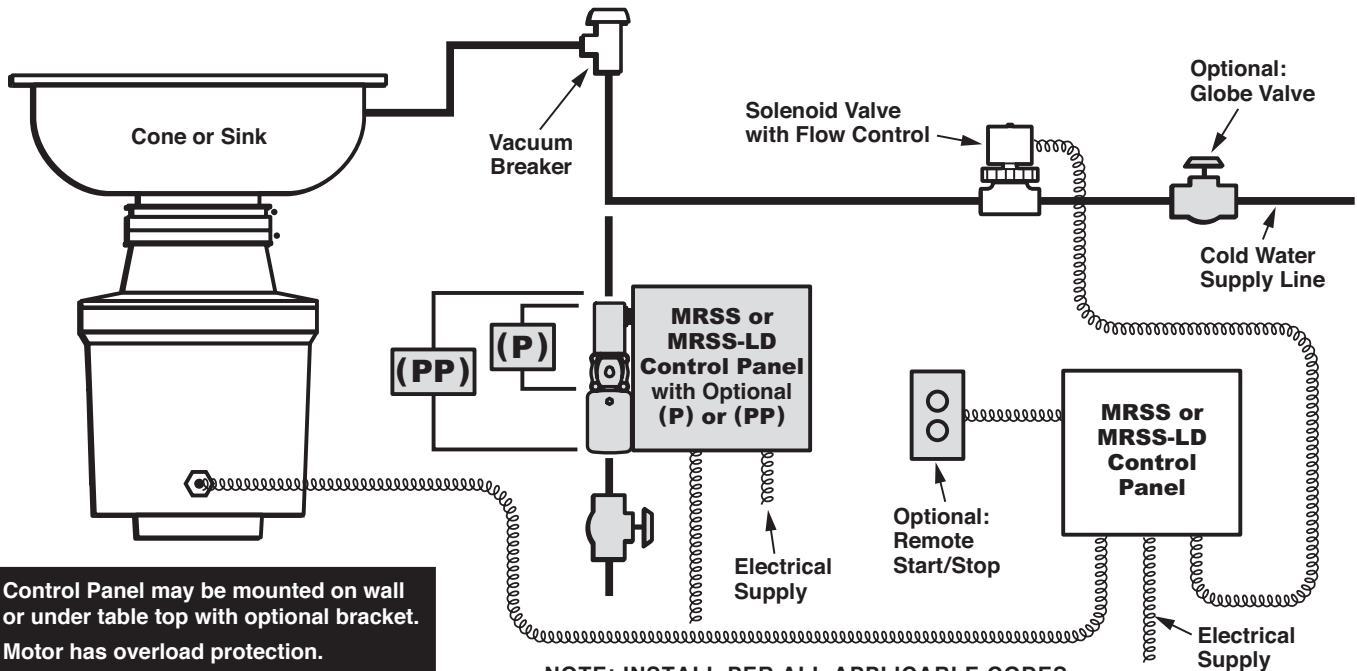 Cone or Sink
Vacuum
Breaker
Solenoid Valve
with Flow Control
Optional:
Globe Valve
Cold Water
Supply Line
(PP)
(P)
MRSS or
MRSS-LD
Control Panel
with Optional
(P) or (PP)
Electrical
Supply
Optional:
Remote
Start/Stop
MRSS or
MRSS-LD
Control
Panel
Electrical
Supply
Control Panel may be mounted on wall
or under table top with optional bracket.
Motor has overload protection.
NOTE: INSTALL PER ALL APPLICABLE CODES